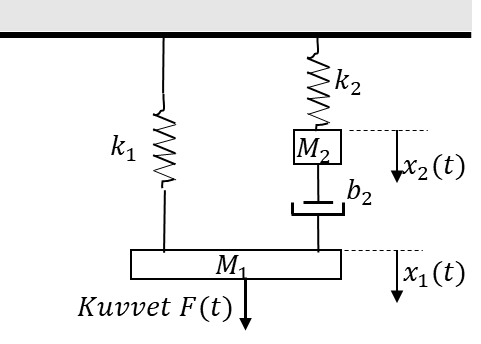 k₂
k₁
M₂
x₂(t)
b₂
M₁
x₁(t)
Kuvvet F(t)